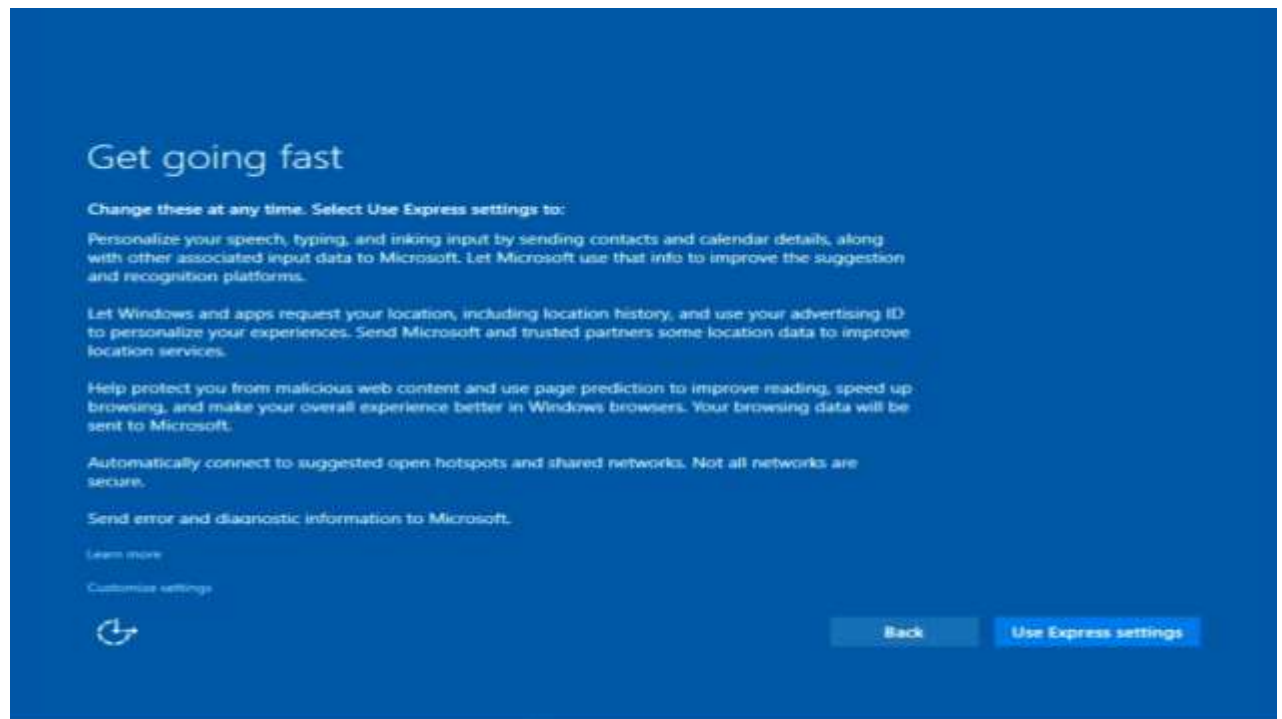 Get going fast
Change these at any time. Select Use Express settings to:
Personalize your speech, typing, and inking input by sending contacts and calendar details, along
with other associated input data to Microsoft. Let Microsoft use that info to improve the suggestion
and recognition platforms.
Let Windows and apps request your location, including location history, and use your advertising ID
to personalize your experiences. Send Microsoft and trusted partners some location data to improve
location services.
Help protect you from malicious web content and use page prediction to improve reading, speed up
browsing, and make your overall experience better in Windows browsers. Your browsing data will be
sent to Microsoft.
Automatically connect to suggested open hotspots and shared networks. Not all networks are
secure.
Send error and diagnostic information to Microsoft.
Learn more
Customize settings
Back
Use Express settings